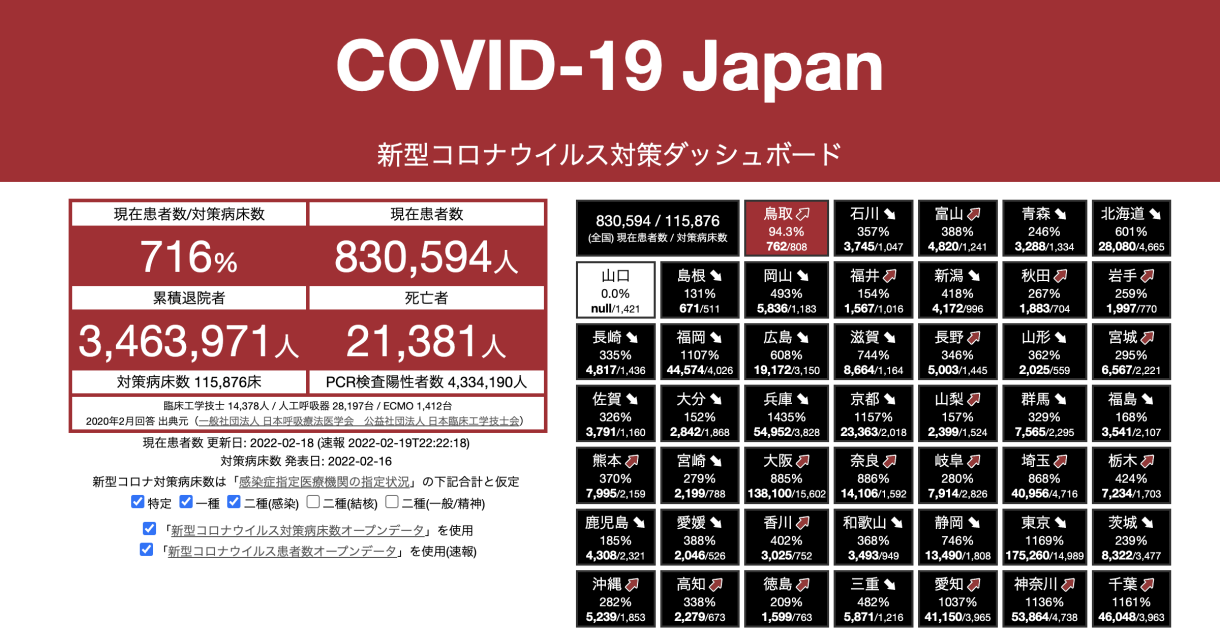 COVID-19 Japan
新型コロナウイルス対策ダッシュボード
現在患者数/対策病床数
現在患者数
716%
830,594人
累積退院者
死亡者
3,463,971人
21,381人
対策病床数 115,876床
PCR検査陽性者数 4,334,190人
臨床工学技士 14,378人 / 人工呼吸器 28,197台 / ECMO 1,412台
2020年2月回答 出典元（一般社団法人 日本呼吸療法医学会　公益社団法人 日本臨床工学技士会）
現在患者数 更新日: 2022-02-18 (速報 2022-02-19T22:22:18)
対策病床数 発表日: 2022-02-16
新型コロナ対策病床数は「感染症指定医療機関の指定状況」の下記合計と仮定
特定 一種 二種(感染) 二種(結核) 二種(一般/精神)
「新型コロナウイルス対策病床数オープンデータ」を使用
「新型コロナウイルス患者数オープンデータ」を使用(速報)
830,594 / 115,876
(全国) 現在患者数 / 対策病床数
鳥取
94.3%
762/808
石川
357%
3,745/1,047
富山
388%
4,820/1,241
青森
246%
3,288/1,334
北海道
601%
28,080/4,665
山口
0.0%
null/1,421
島根
131%
671/511
岡山
493%
5,836/1,183
福井
154%
1,567/1,016
新潟
418%
4,172/996
秋田
267%
1,883/704
岩手
259%
1,997/770
長崎
335%
4,817/1,436
福岡
1107%
44,574/4,026
広島
608%
19,172/3,150
滋賀
744%
8,664/1,164
長野
346%
5,003/1,445
山形
362%
2,025/559
宮城
295%
6,567/2,221
佐賀
326%
3,791/1,160
大分
152%
2,842/1,868
兵庫
1435%
54,952/3,828
京都
1157%
23,363/2,018
山梨
157%
2,399/1,524
群馬
329%
7,565/2,295
福島
168%
3,541/2,107
熊本
370%
7,995/2,159
宮崎
279%
2,199/788
大阪
885%
138,100/15,602
奈良
886%
14,106/1,592
岐阜
280%
7,914/2,826
埼玉
868%
40,956/4,716
栃木
424%
7,234/1,703
鹿児島
185%
4,308/2,321
愛媛
388%
2,046/526
香川
402%
3,025/752
和歌山
368%
3,493/949
静岡
746%
13,490/1,808
東京
1169%
175,260/14,989
茨城
239%
8,322/3,477
沖縄
282%
5,239/1,853
高知
338%
2,279/673
徳島
209%
1,599/763
三重
482%
5,871/1,216
愛知
1037%
41,150/3,965
神奈川
1136%
53,864/4,738
千葉
1161%
46,048/3,963